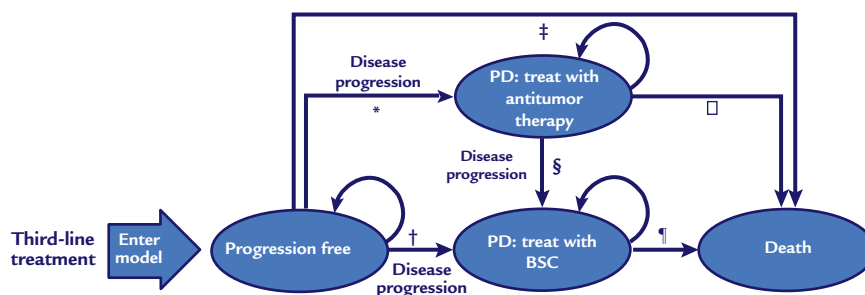 ‡
Disease
progression
*
PD: treat with
antitumor
therapy
□
Disease
progression
§
Third-line
treatment
Enter
model
Progression free
†
Disease
progression
PD: treat with
BSC
¶
Death